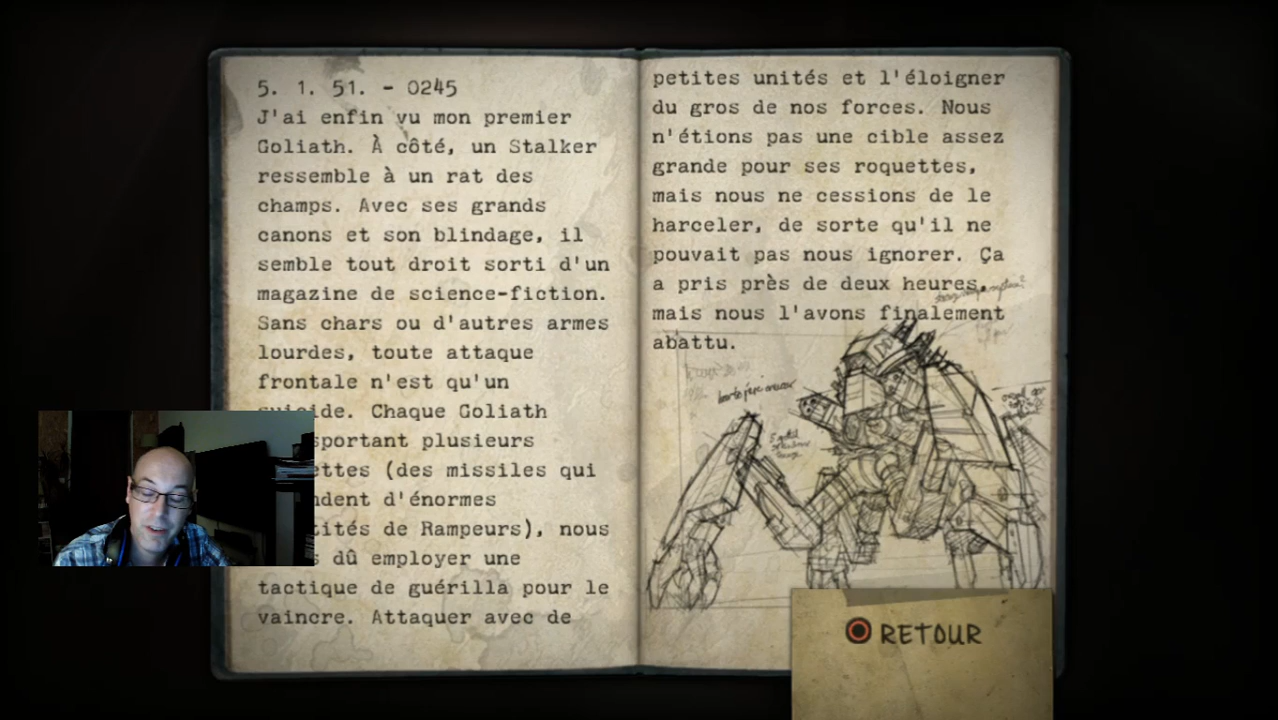 5. 1. 51. - 0245
J'ai enfin vu mon premier
Goliath. À côté, un Stalker
ressemble à un rat des
champs. Avec ses grands
canons et son blindage, il
semble tout droit sorti d'un
magazine de science-fiction.
Sans chars ou d'autres armes
lourdes, toute attaque
frontale n'est qu'un
suicide. Chaque Goliath
sportant plusieurs
ettes (des missiles qui
ndent d'énormes
tités de Rampeurs), nous
s dû employer une
tactique de guérilla pour le
vaincre. Attaquer avec de
petites unités et l'éloigner
du gros de nos forces. Nous
n'étions pas une cible assez
grande pour ses roquettes,
mais nous ne cessions de le
harceler, de sorte qu'il ne
pouvait pas nous ignorer. Ça
a pris près de deux heures,
mais nous l'avons finalement
abattu.
RETOUR